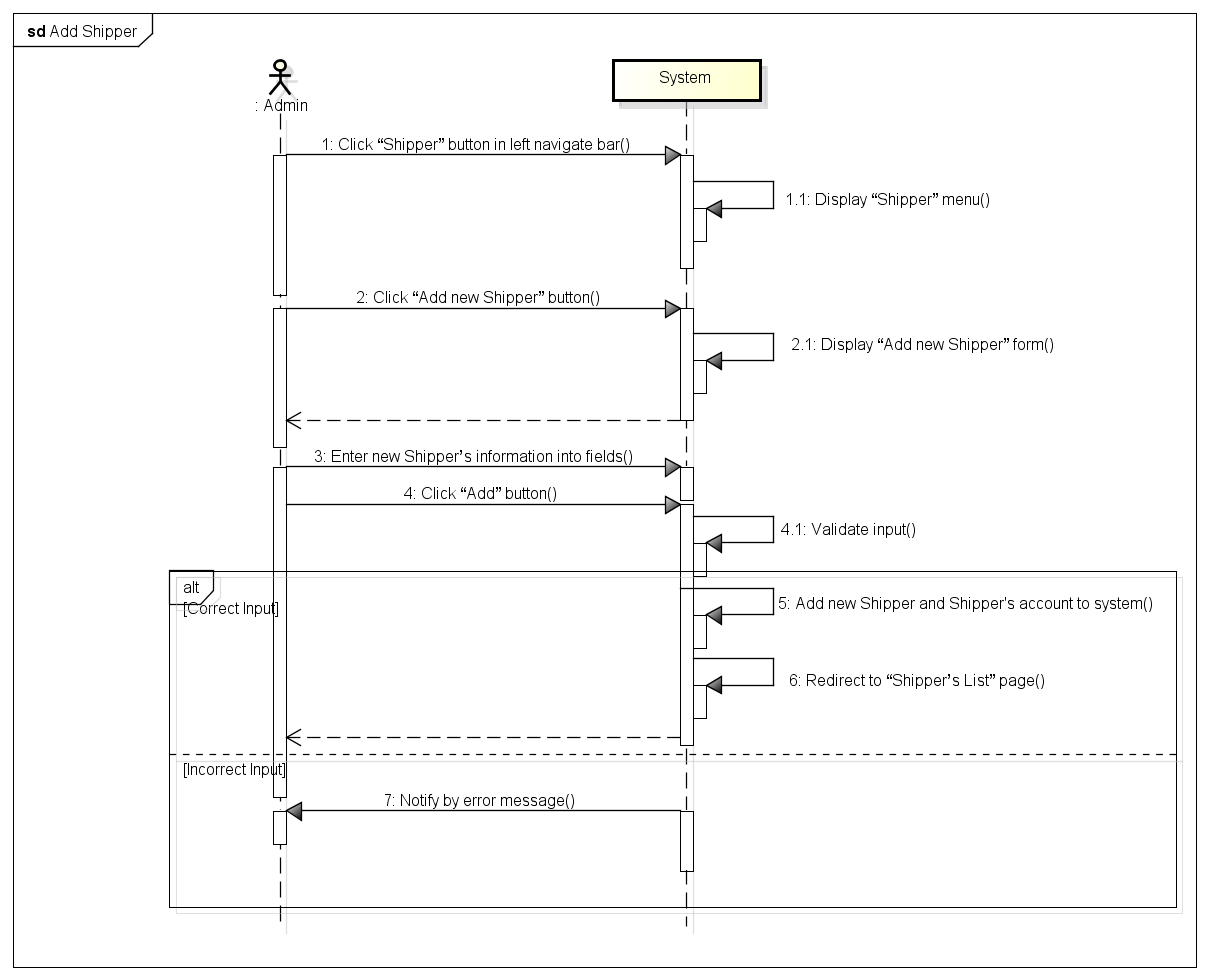 sd Add Shipper
: Admin
System
1: Click “Shipper” button in left navigate bar()
1.1: Display “Shipper” menu()
2: Click “Add new Shipper” button()
2.1: Display “Add new Shipper” form()
3: Enter new Shipper’s information into fields()
4: Click “Add” button()
4.1: Validate input()
alt
[Correct Input]
5: Add new Shipper and Shipper's account to system()
6: Redirect to “Shipper’s List” page()
[Incorrect Input]
7: Notify by error message()